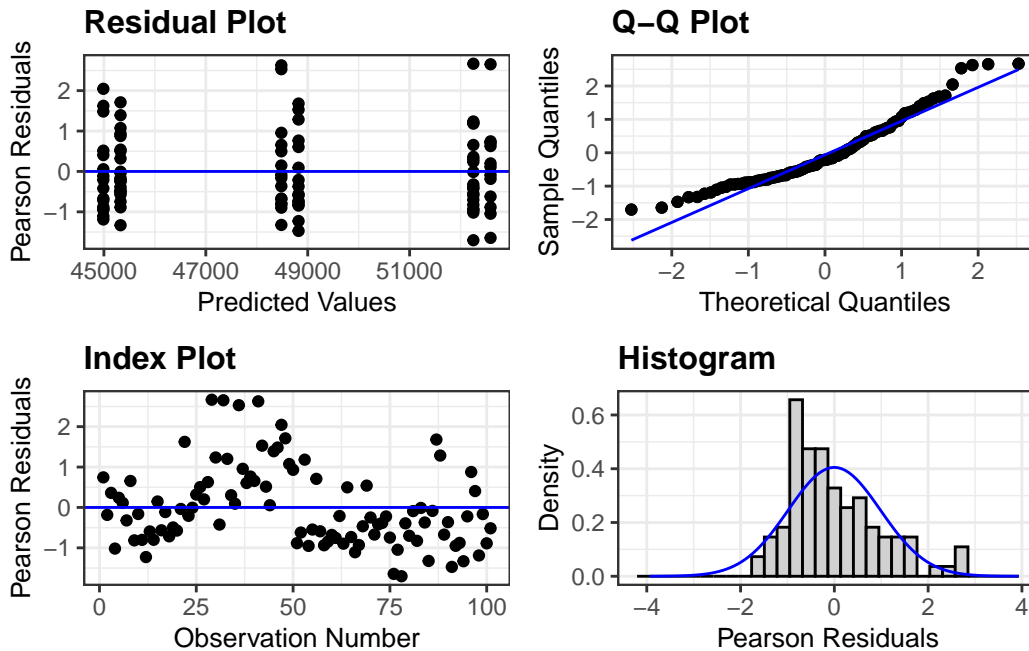 Residual Plot
Pearson Residuals
2
1
0
−1
45000 47000 49000 51000
Predicted Values
Q−Q Plot
Sample Quantiles
2
1
0
−1
−2
−2 −1 0 1 2
Theoretical Quantiles
Index Plot
Pearson Residuals
2
1
0
−1
0 25 50 75 100
Observation Number
Histogram
Density
0.6
0.4
0.2
0.0
−4 −2 0 2 4
Pearson Residuals